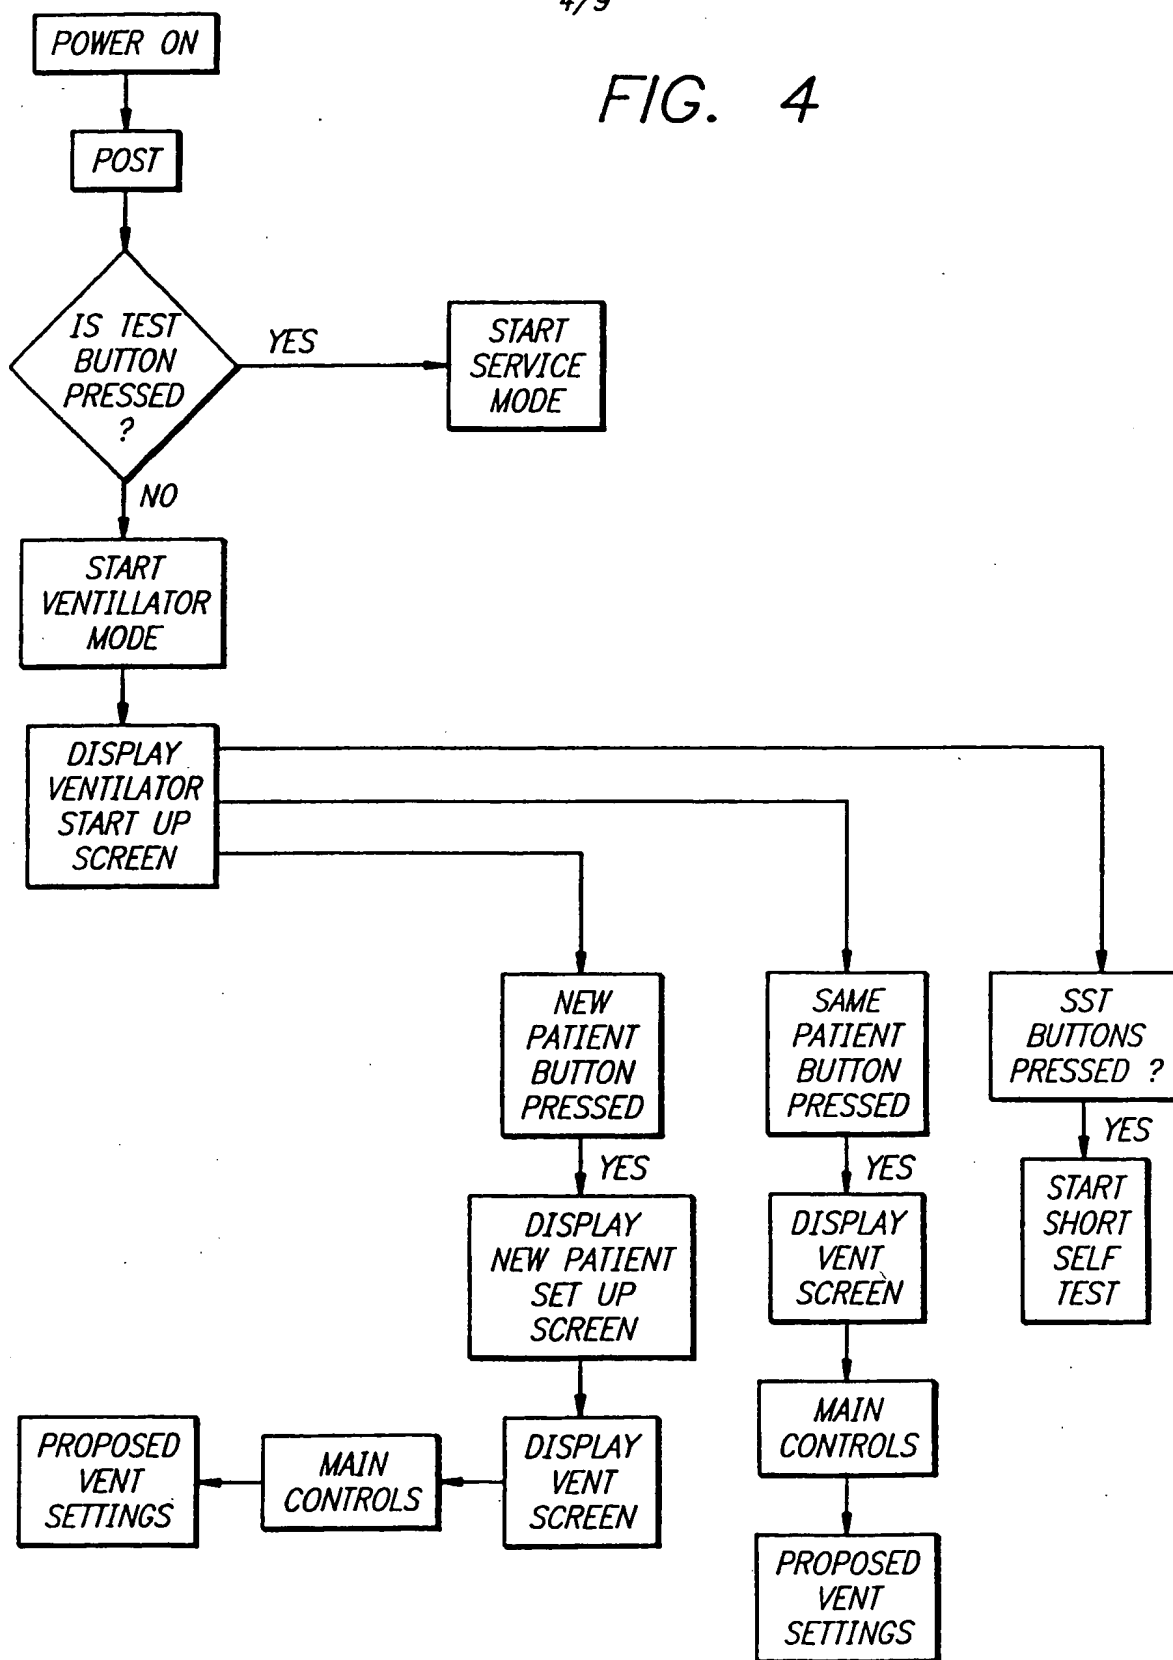 4/9
FIG. 4
POWER ON
POST
IS TEST
BUTTON
PRESSED
?
YES
START
SERVICE
MODE
NO
START
VENTILLATOR
MODE
DISPLAY
VENTILATOR
START UP
SCREEN
NEW
PATIENT
BUTTON
PRESSED
SAME
PATIENT
BUTTON
PRESSED
SST
BUTTONS
PRESSED ?
YES
YES
YES
DISPLAY
NEW PATIENT
SET UP
SCREEN
DISPLAY
VENT
SCREEN
START
SHORT
SELF
TEST
MAIN
CONTROLS
PROPOSED
VENT
SETTINGS
MAIN
CONTROLS
DISPLAY
VENT
SCREEN
PROPOSED
VENT
SETTINGS